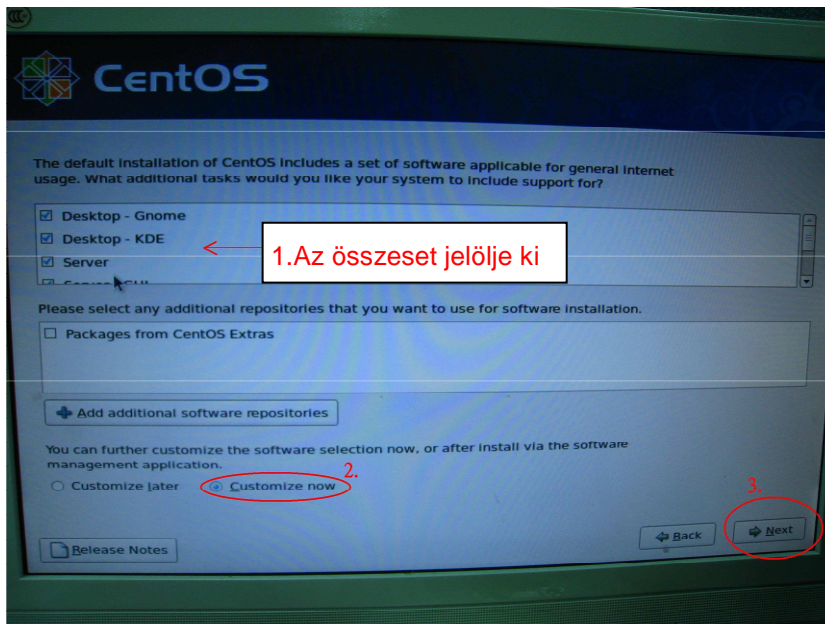 CentOS
The default installation of CentOS includes a set of software applicable for general internet
usage. What additional tasks would you like your system to include support for?
Desktop - Gnome
Desktop - KDE
1.Az összeset jelölje ki
Server
Please select any additional repositories that you want to use for software installation.
Packages from CentOS Extras
Add additional software repositories
You can further customize the software selection now, or after install via the software
management application.
2.
Customize later
Customize now
3.
Back
Next
Release Notes